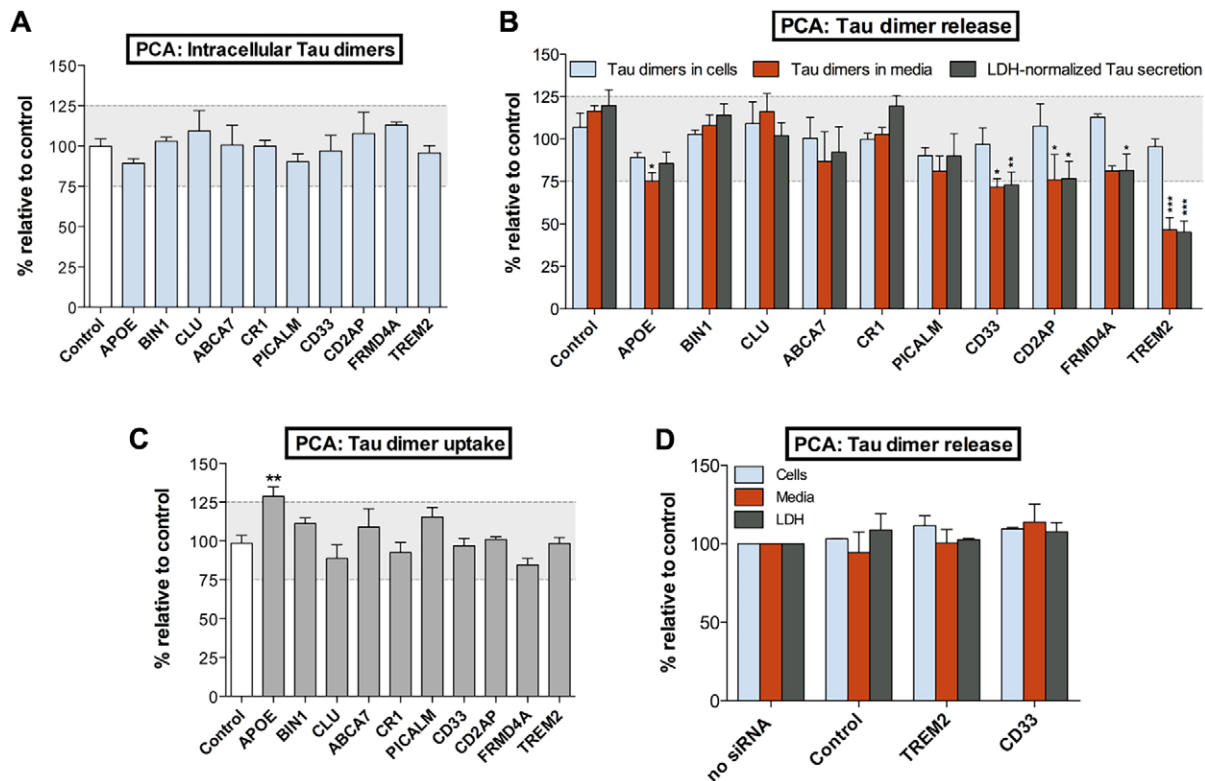 A
PCA: Intracellular Tau dimers
% relative to control
150
125
100
75
50
25
0
Control
APOE
BIN1
CLU
ABCA7
CR1
PICALM
CD33
CD2AP
FRMD4A
TREM2
B
PCA: Tau dimer release
Tau dimers in cells
Tau dimers in media
LDH-normalized Tau secretion
% relative to control
150
125
100
75
50
25
0
*
*
**
*
*
*
***
***
Control
APOE
BIN1
CLU
ABCA7
CR1
PICALM
CD33
CD2AP
FRMD4A
TREM2
C
PCA: Tau dimer uptake
% relative to control
150
125
100
75
50
25
0
**
Control
APOE
BIN1
CLU
ABCA7
CR1
PICALM
CD33
CD2AP
FRMD4A
TREM2
D
PCA: Tau dimer release
Cells
Media
LDH
% relative to control
150
100
50
0
no siRNA
Control
TREM2
CD33